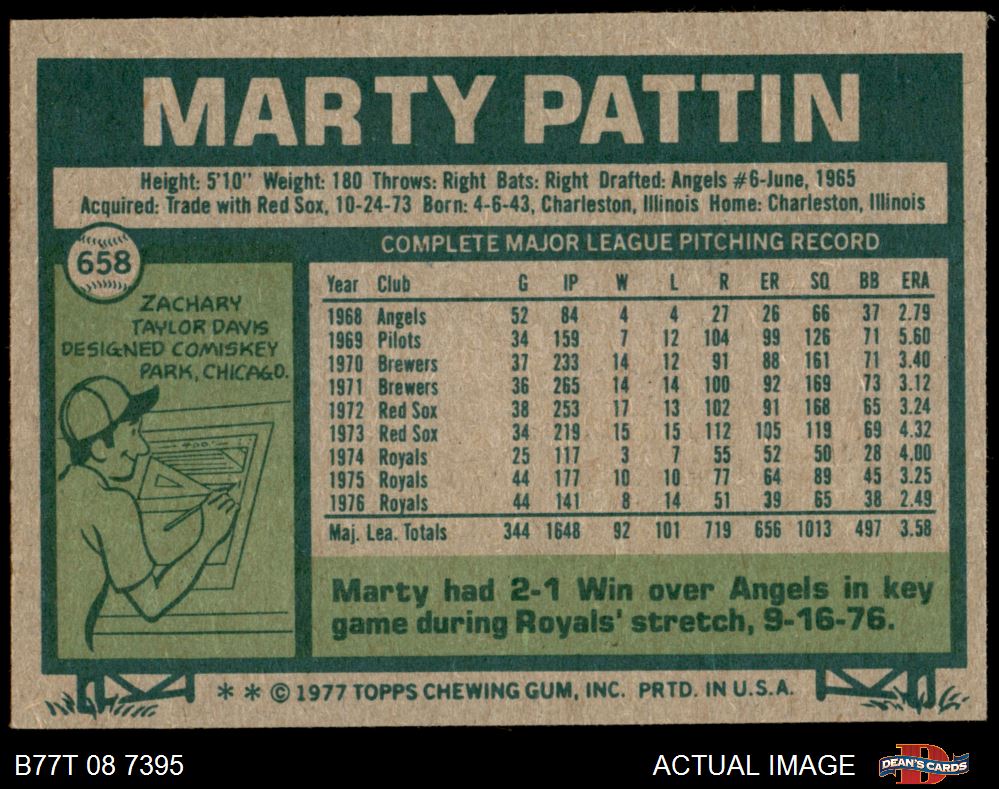 MARTY PATTIN
Height: 5'10" Weight: 180 Throws: Right Bats: Right Drafted: Angels #6-June, 1965
Acquired: Trade with Red Sox, 10-24-73 Born: 4-6-43, Charleston, Illinois Home: Charleston, Illinois
658
ZACHARY
TAYLOR DAVIS
DESIGNED COMISKEY
PARK, CHICAGO.
400
COMPLETE MAJOR LEAGUE PITCHING RECORD
Year Club G IP W L R ER SO BB ERA
1968 Angels 52 84 4 4 27 26 66 37 2.79
1969 Pilots 34 159 7 12 104 99 126 71 5.60
1970 Brewers 37 233 14 12 91 88 161 71 3.40
1971 Brewers 36 265 14 14 100 92 169 73 3.12
1972 Red Sox 38 253 17 13 102 91 168 65 3.24
1973 Red Sox 34 219 15 15 112 105 119 69 4.32
1974 Royals 25 117 3 7 55 52 50 28 4.00
1975 Royals 44 177 10 10 77 64 89 45 3.25
1976 Royals 44 141 8 14 51 39 65 38 2.49
Maj. Lea. Totals 344 1648 92 101 719 656 1013 497 3.58
Marty had 2-1 Win over Angels in key
game during Royals' stretch, 9-16-76.
* * © 1977 TOPPS CHEWING GUM, INC. PRTD. IN U.S.A.
B77T 08 7395 ACTUAL IMAGE DEAN'S CARDS